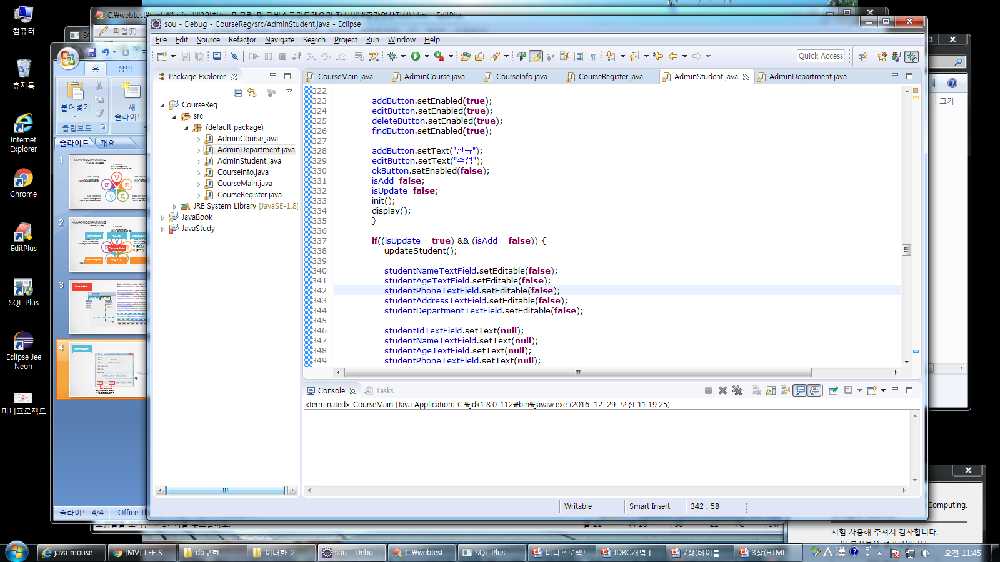 컴퓨터
휴지통
Internet
Explorer
Chrome
EditPlus
SQL Plus
Eclipse Jee
Neon
미니프로젝트
파일(F)
홈
삽입
붙여넣기
새
슬라이드
클립보드
슬라이드
개요
1
2
3
4
슬라이드 4/4
sou - Debug - CourseReg/src/AdminStudent.java - Eclipse
File Edit Source Refactor Navigate Search Project Run Window Help
Quick Access
Package Explorer
CourseReg
src
(default package)
AdminCourse.java
AdminDepartment.java
AdminStudent.java
CourseInfo.java
CourseMain.java
CourseRegister.java
JRE System Library [JavaSE-1.8]
JavaBook
JavaStudy
CourseMain.java AdminCourse.java CourseInfo.java CourseRegister.java AdminStudent.java AdminDepartment.java
322
323 addButton.setEnabled(true);
324 editButton.setEnabled(true);
325 deleteButton.setEnabled(true);
326 findButton.setEnabled(true);
327
328 addButton.setText("신규");
329 editButton.setText("수정");
330 okButton.setEnabled(false);
331 isAdd=false;
332 isUpdate=false;
333 init();
334 display();
335 }
336
337 if((isUpdate==true) && (isAdd==false)) {
338 updateStudent();
339
340 studentNameTextField.setEditable(false);
341 studentAgeTextField.setEditable(false);
342 studentPhoneTextField.setEditable(false);
343 studentAddressTextField.setEditable(false);
344 studentDepartmentTextField.setEditable(false);
345
346 studentIdTextField.setText(null);
347 studentNameTextField.setText(null);
348 studentAgeTextField.setText(null);
349 studentPhoneTextField.setText(null);
Console Tasks
<terminated> CourseMain [Java Application] C:₩jdk1.8.0_112₩bin₩javaw.exe (2016. 12. 29. 오전 11:19:25)
Writable Smart Insert 342 : 58
크기
Computing.
시험 사용해 주셔서 감사합니다.
java mouse...
[MV] LEE S...
db구현
이대한-2
sou - Debu...
C:₩webtest...
SQL Plus
미니프로젝트
JDBC개념 [...
7장(테이블...
3장(HTML...
A 漢
오전 11:45